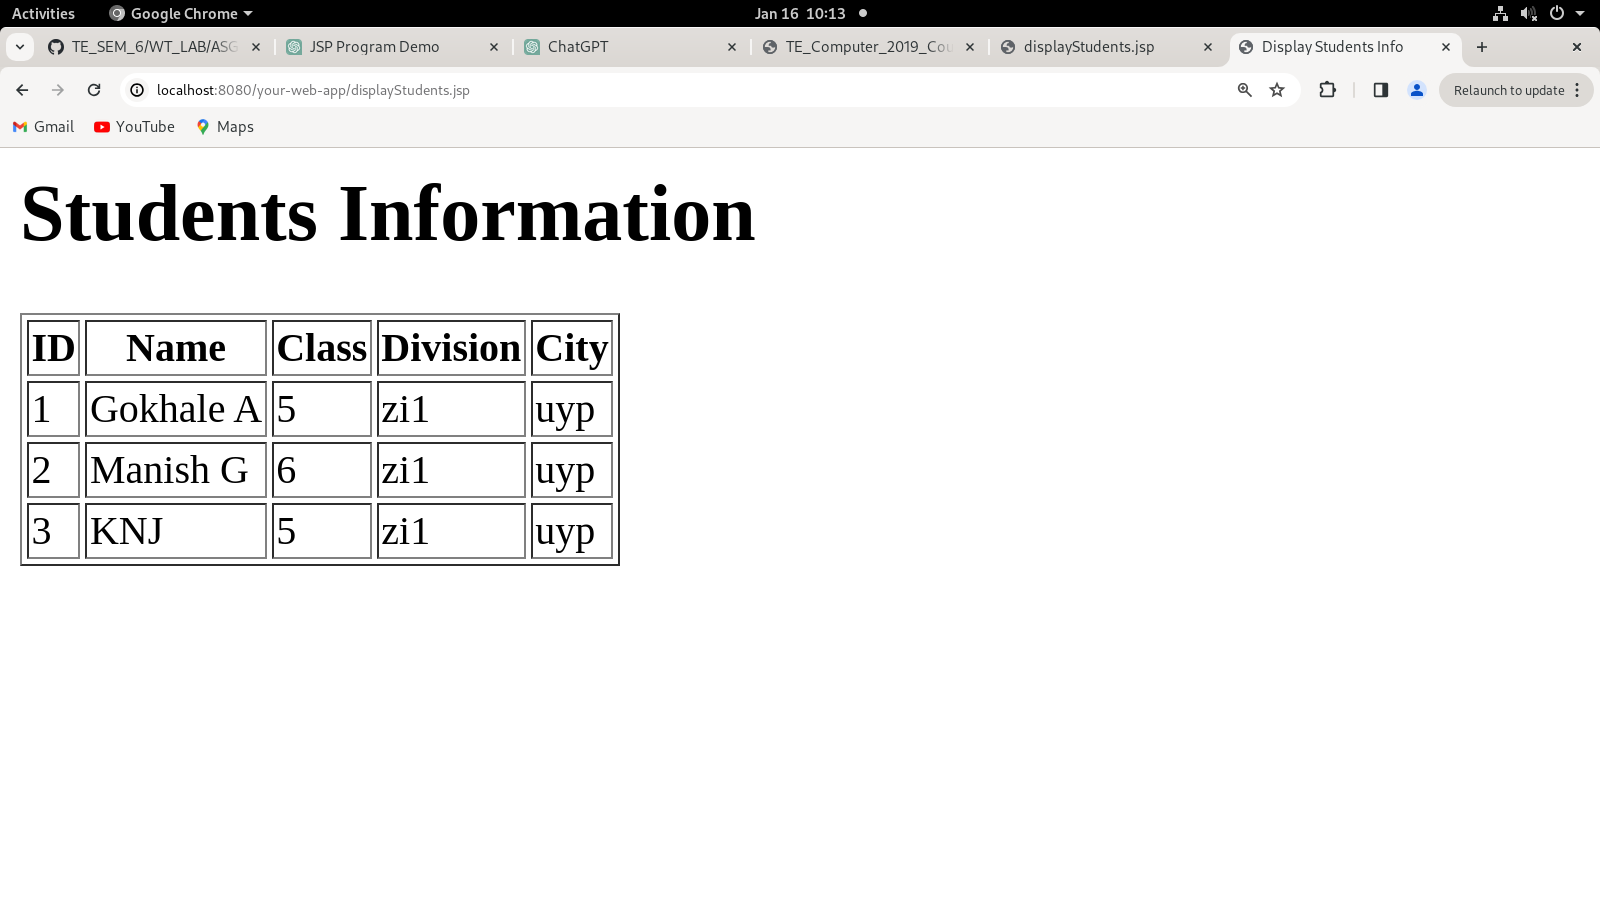 Activities Google Chrome Jan 16 10:13
TE_SEM_6/WT_LAB/ASG JSP Program Demo ChatGPT TE_Computer_2019_Cou displayStudents.jsp Display Students Info
localhost:8080/your-web-app/displayStudents.jsp Relaunch to update
Gmail YouTube Maps
Students Information
ID Name Class Division City
1 Gokhale A 5 zi1 uyp
2 Manish G 6 zi1 uyp
3 KNJ 5 zi1 uyp